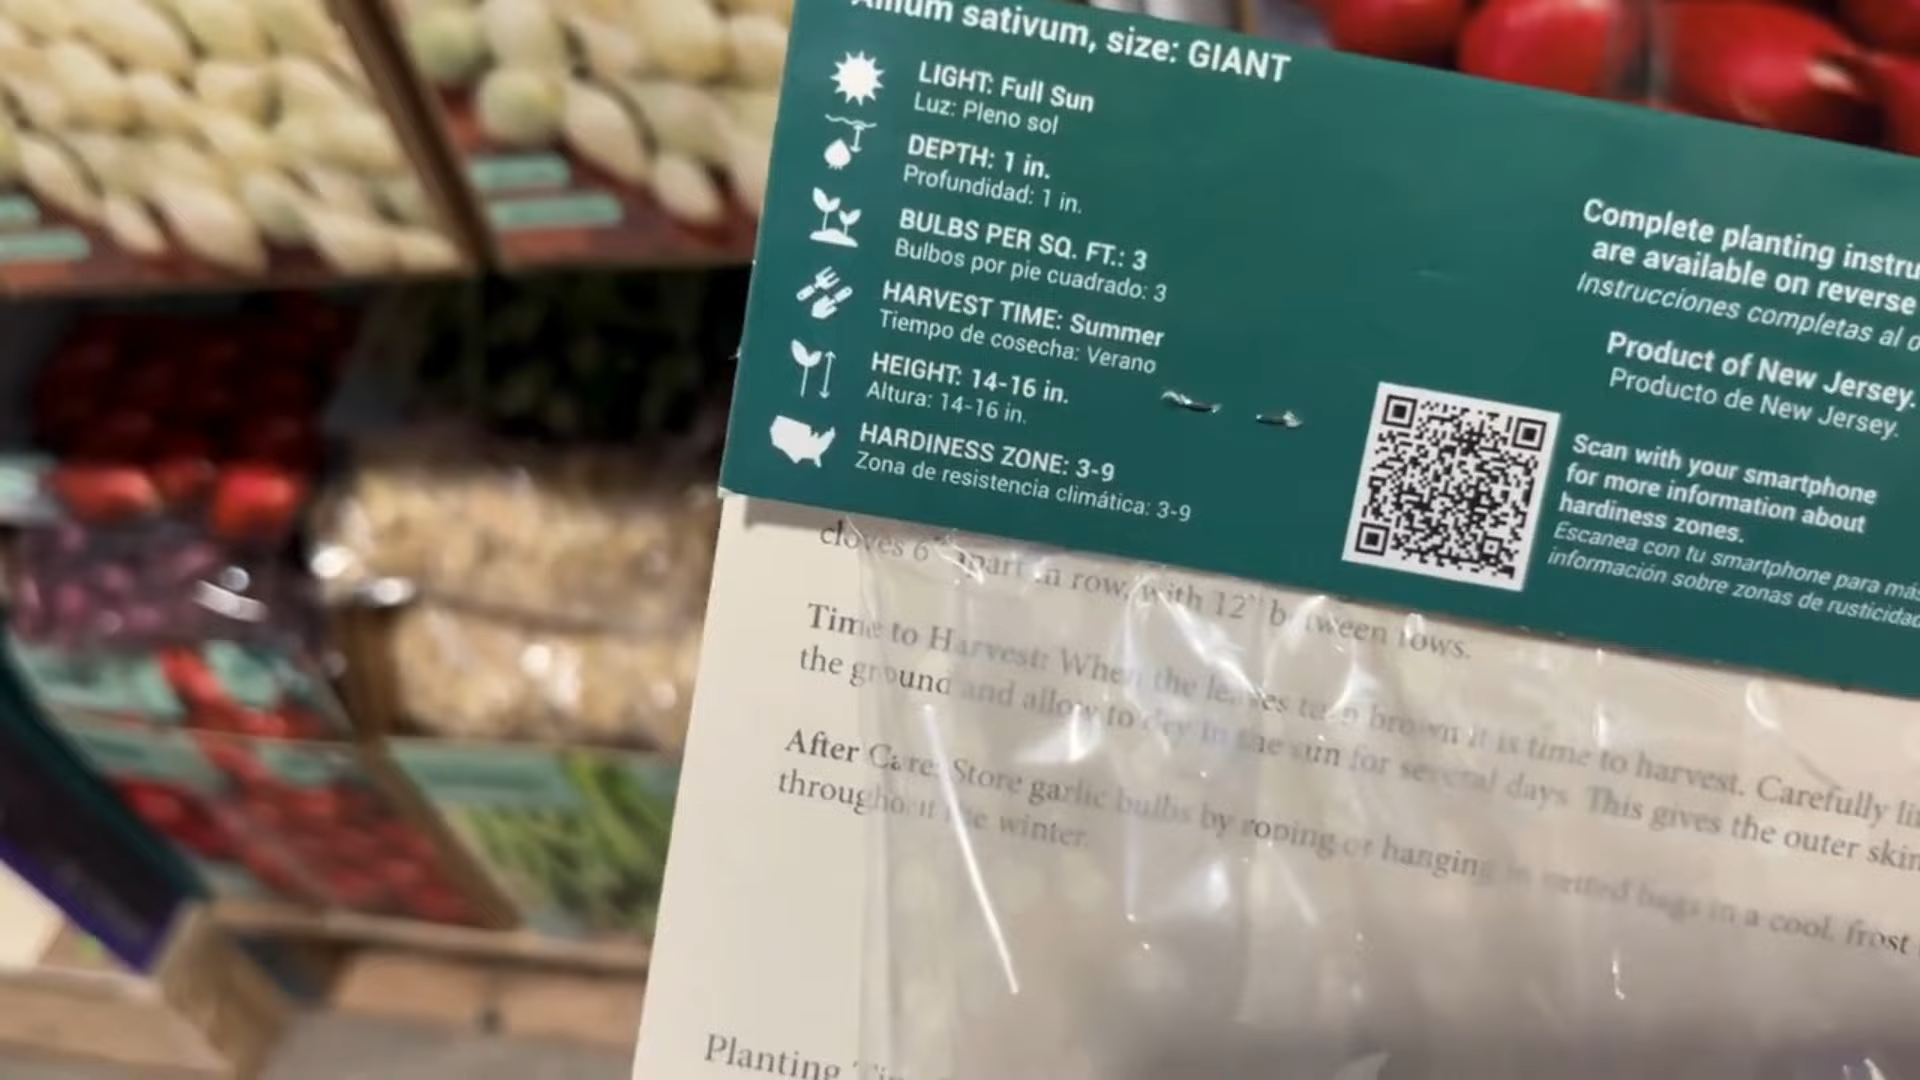 Allium sativum, size: GIANT
LIGHT: Full Sun
Luz: Pleno sol
DEPTH: 1 in.
Profundidad: 1 in.
BULBS PER SQ. FT.: 3
Bulbos por pie cuadrado: 3
HARVEST TIME: Summer
Tiempo de cosecha: Verano
HEIGHT: 14-16 in.
Altura: 14-16 in.
HARDINESS ZONE: 3-9
Zona de resistencia climática: 3-9
Complete planting instru
are available on reverse
Instrucciones completas al
Product of New Jersey.
Producto de New Jersey.
Scan with your smartphone
for more information about
hardiness zones.
Escanea con tu smartphone para más
información sobre zonas de rusticidad
cloves 6" apart in row, with 12" between rows.
Time to Harvest: When the leaves turn brown it is time to harvest. Carefully
the ground and allow to dry in the sun for several days. This gives the outer skin
After Care: Store garlic bulbs by roping or hanging in netted bags in a cool, frost
throughout the winter.
Planting